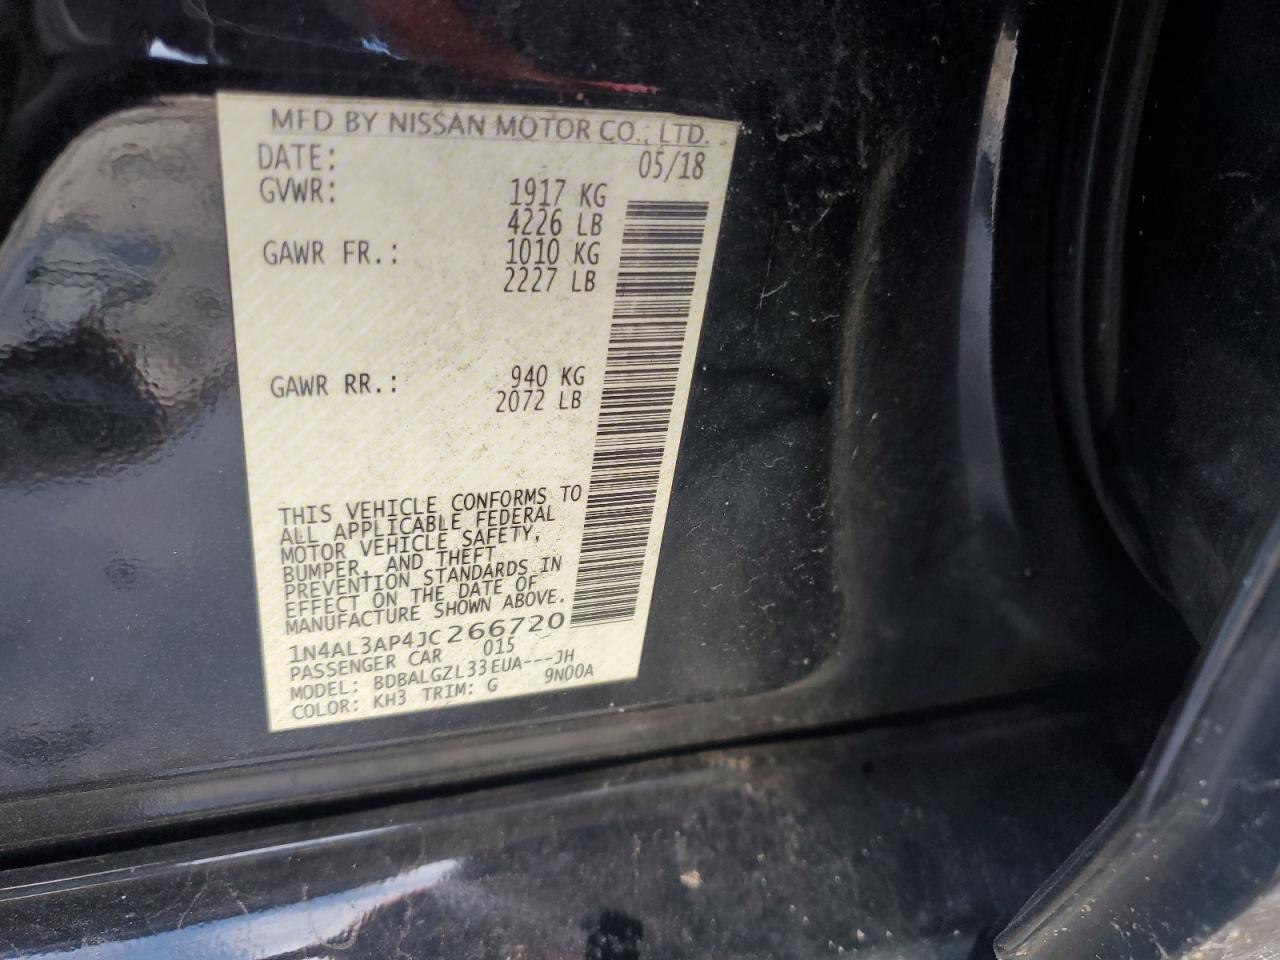 MFD BY NISSAN MOTOR CO., LTD.
DATE: 05/18
GVWR: 1917 KG
4226 LB
GAWR FR.: 1010 KG
2227 LB
GAWR RR.: 940 KG
2072 LB
THIS VEHICLE CONFORMS TO
ALL APPLICABLE FEDERAL
MOTOR VEHICLE SAFETY,
BUMPER, AND THEFT
PREVENTION STANDARDS IN
EFFECT ON THE DATE OF
MANUFACTURE SHOWN ABOVE.
1N4AL3AP4JC266720
PASSENGER CAR 015
MODEL: BDBALGZL33EUA---JH
COLOR: KH3 TRIM: G 9N00A